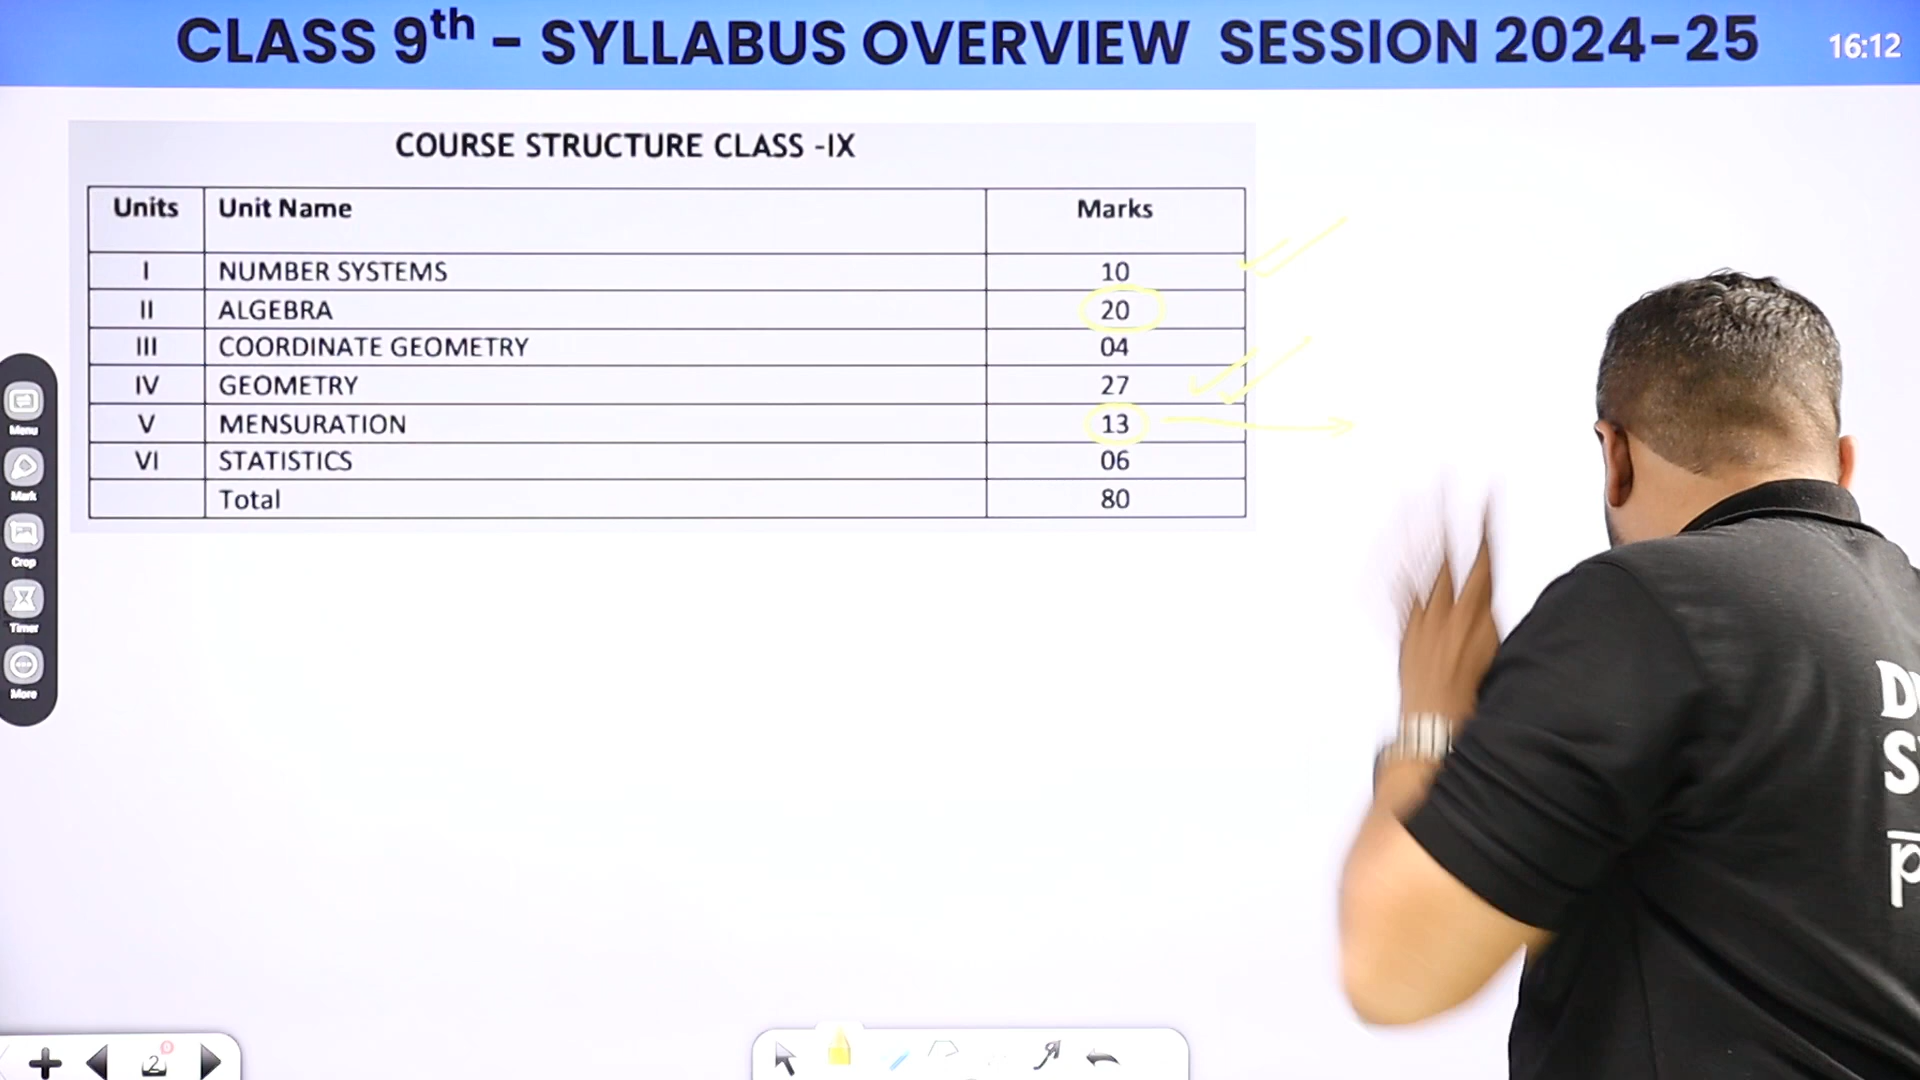 CLASS 9th - SYLLABUS OVERVIEW SESSION 2024-25
16:12
COURSE STRUCTURE CLASS -IX
Units Unit Name Marks
I NUMBER SYSTEMS 10
II ALGEBRA 20
III COORDINATE GEOMETRY 04
IV GEOMETRY 27
V MENSURATION 13
VI STATISTICS 06
Total 80
Menu
Mark
Crop
Timer
More
2